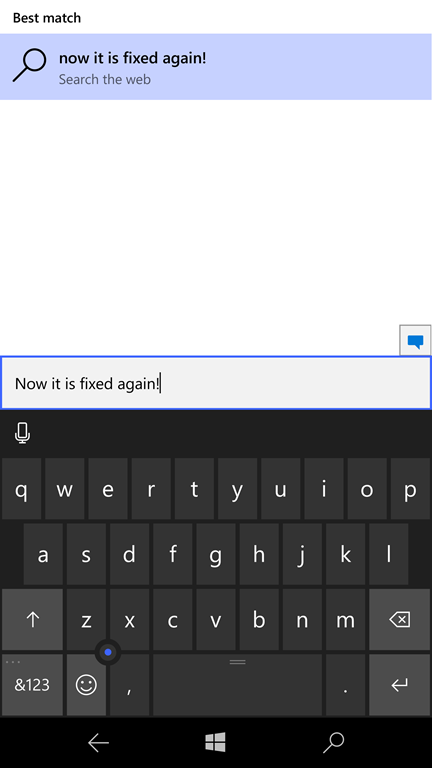 Best match
now it is fixed again!
Search the web
Now it is fixed again!
q w e r t y u i o p
a s d f g h j k l
z x c v b n m
&123 , .